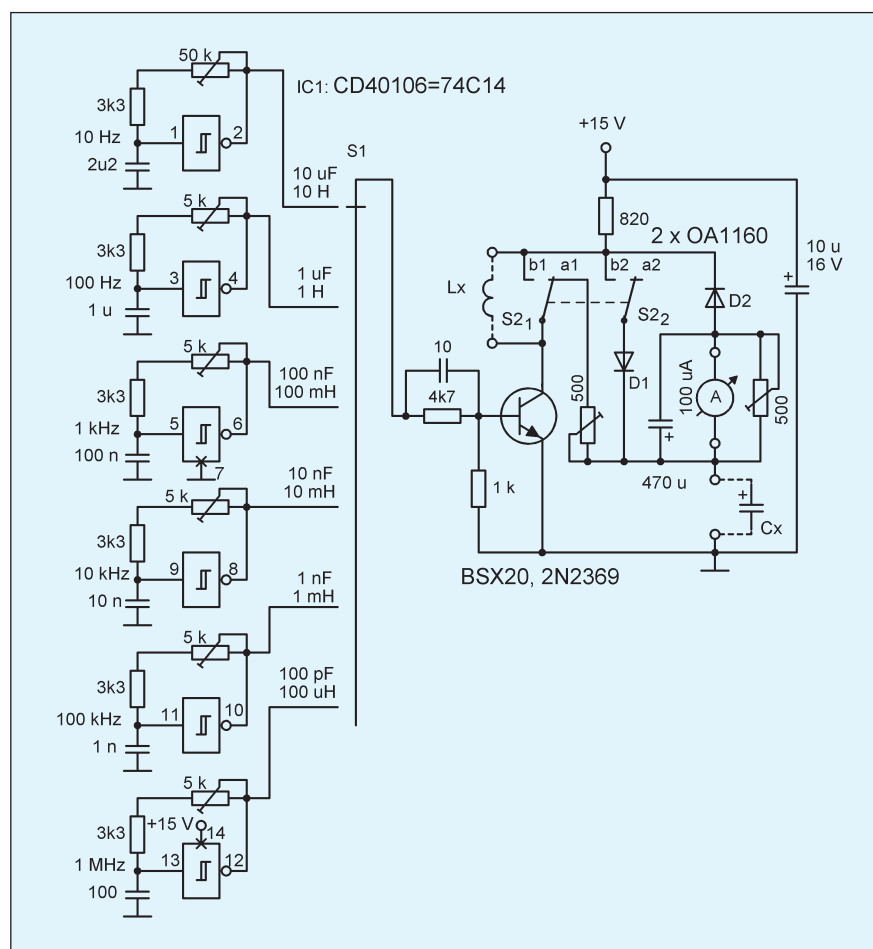 50 k
IC1: CD40106=74C14
3k3
10 Hz
1
2
2u2
S1
10 uF
10 H
+15 V
5 k
3k3
100 Hz
3
4
1 u
1 uF
1 H
820
2 x OA1160
10 u
16 V
+
b1
a1
b2
a2
Lx
S2₁
S2₂
D2
5 k
3k3
1 kHz
5
6
100 n
7
100 nF
100 mH
10
4k7
500
D1
+
100 uA
A
500
470 u
+
Cx
1 k
BSX20, 2N2369
5 k
3k3
10 kHz
9
8
10 n
10 nF
10 mH
5 k
3k3
100 kHz
11
10
1 n
1 nF
1 mH
5 k
3k3
+15 V
14
1 MHz
13
12
100
100 pF
100 uH